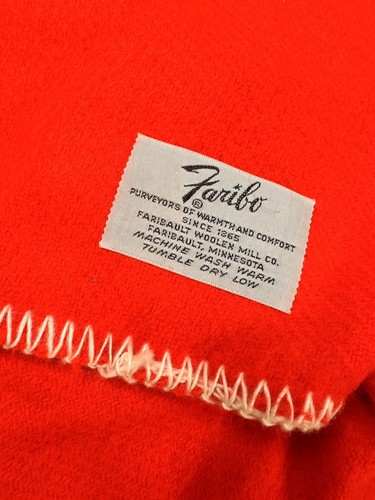 Faribo
®
PURVEYORS OF WARMTH AND COMFORT
SINCE 1865
FARIBAULT WOOLEN MILL CO.
FARIBAULT, MINNESOTA
MACHINE WASH WARM
TUMBLE DRY LOW